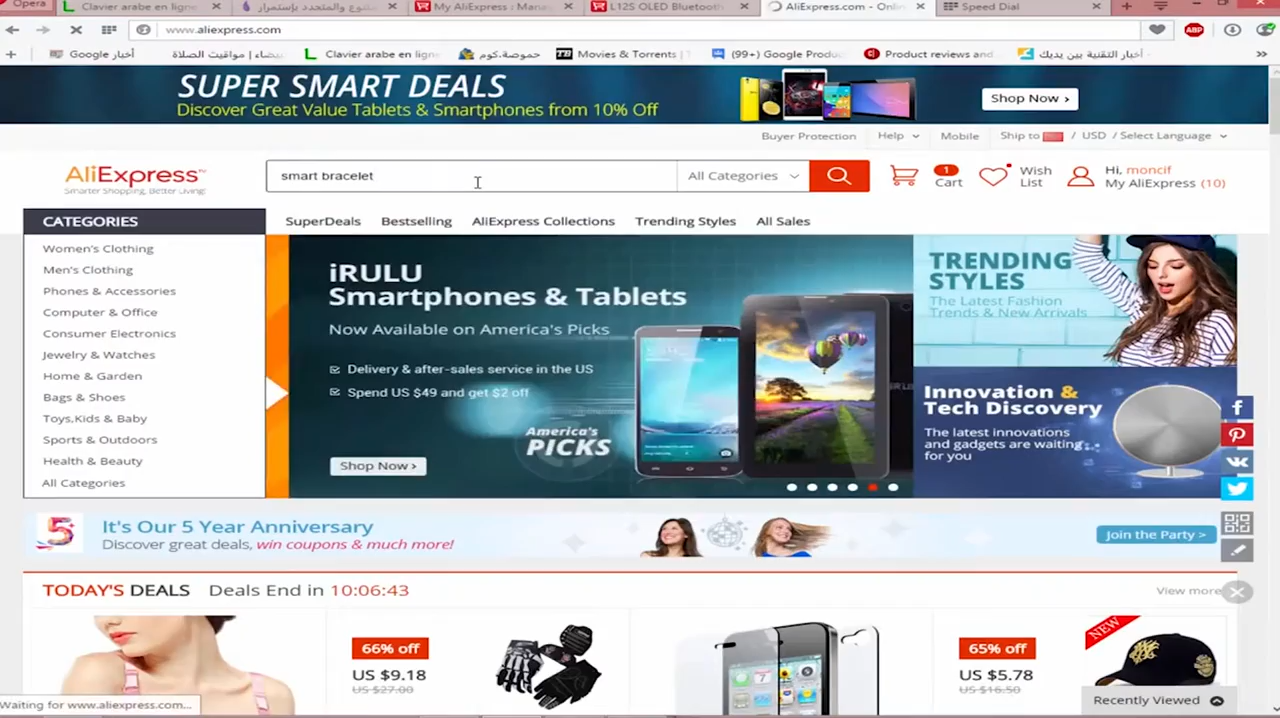 Opera
Clavier arabe en ligne
My AliExpress : Manag
L12S OLED Bluetooth
AliExpress.com - Onlin
Speed Dial
www.aliexpress.com
ABP
أخبار Google
بيضاء | مواقيت الصلاة
Clavier arabe en ligne
حموصة.كوم
TB Movies & Torrents
(99+) Google Produc
Product reviews and
أخبار التقنية بين يديك
SUPER SMART DEALS
Discover Great Value Tablets & Smartphones from 10% Off
Shop Now ›
Buyer Protection
Help
Mobile
Ship to / USD / Select Language
AliExpress™
Smarter Shopping, Better Living!
smart bracelet
All Categories
1
Cart
Wish
List
Hi, moncif
My AliExpress (10)
CATEGORIES
SuperDeals
Bestselling
AliExpress Collections
Trending Styles
All Sales
Women's Clothing
Men's Clothing
Phones & Accessories
Computer & Office
Consumer Electronics
Jewelry & Watches
Home & Garden
Bags & Shoes
Toys,Kids & Baby
Sports & Outdoors
Health & Beauty
All Categories
iRULU
Smartphones & Tablets
Now Available on America's Picks
Delivery & after-sales service in the US
Spend US $49 and get $2 off
America's
PICKS
Shop Now ›
TRENDING
STYLES
The Latest Fashion
Trends & New Arrivals
Innovation &
Tech Discovery
The latest innovations
and gadgets are waiting
for you
5
It's Our 5 Year Anniversary
Discover great deals, win coupons & much more!
Join the Party >
TODAY'S DEALS Deals End in 10:06:43
View more
66% off
US $9.18
US $27.00
65% off
US $5.78
US $16.50
NEW
Recently Viewed
Waiting for www.aliexpress.com...